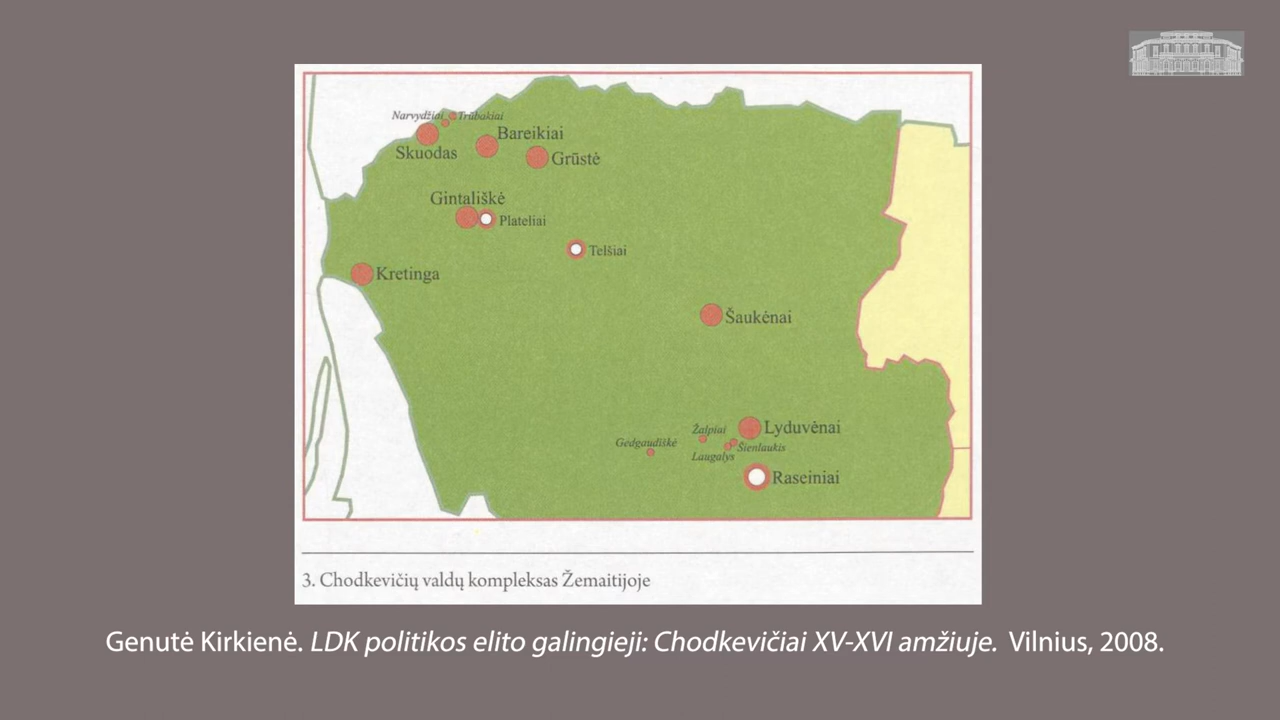 Narvydžiai Trūbakiai
Skuodas
Bareikiai
Grūstė
Gintališkė
Plateliai
Telšiai
Kretinga
Šaukėnai
Žalpiai
Lyduvėnai
Gedgaudiškė
Šienlaukis
Laugalys
Raseiniai
3. Chodkevičių valdų kompleksas Žemaitijoje
Genutė Kirkienė. LDK politikos elito galingieji: Chodkevičiai XV-XVI amžiuje. Vilnius, 2008.